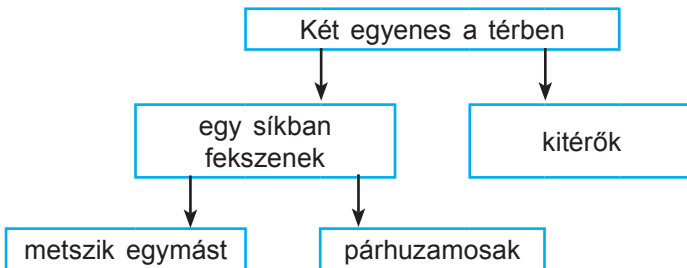 Két egyenes a térben
egy síkban
fekszenek
kitérők
metszik egymást
párhuzamosak